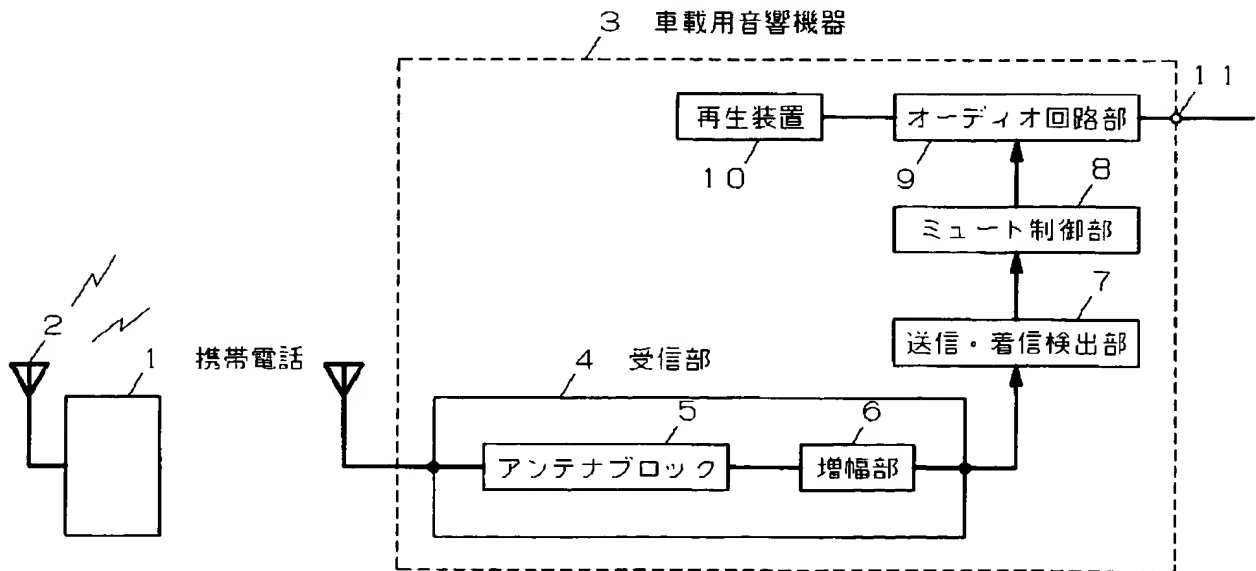 3 車載用音響機器
11
再生装置
オーディオ回路部
10
9
8
ミュート制御部
7
送信・着信検出部
2
1 携帯電話
4 受信部
5
6
アンテナブロック
増幅部